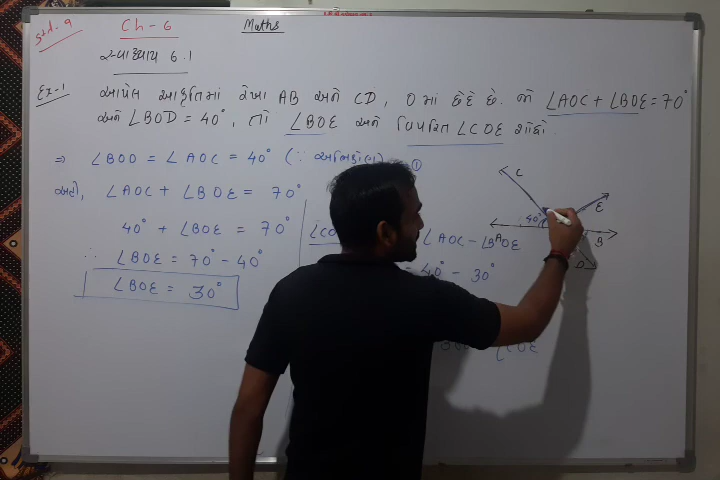 Std. 9
Ch-6
Maths
સ્વાધ્યાય 6.1
Ex-1 આપેલ આકૃતિમાં રેખા AB અને CD, O માં છેદે છે. જો ∠AOC + ∠BOE = 70°
અને ∠BOD = 40°, તો ∠BOE અને વિપરીત ∠COE શોધો.
⇒ ∠BOD = ∠AOC = 40° (∵ ①
અહીં, ∠AOC + ∠BOE = 70°
40° + ∠BOE = 70°
∴ ∠BOE = 70° - 40°
∠BOE = 30°
∠AOC - ∠BOE
40° - 30°
∠COE
C
E
40°
A
B
D